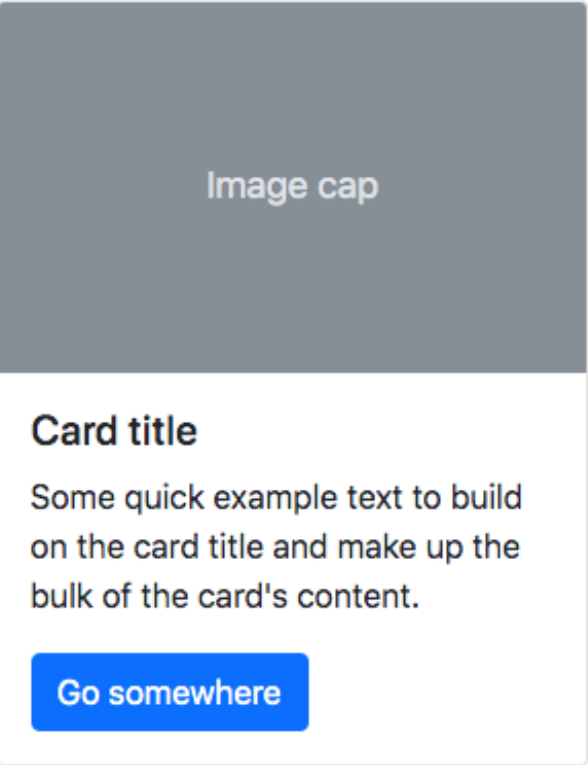 Image cap
Card title
Some quick example text to build
on the card title and make up the
bulk of the card's content.
Go somewhere